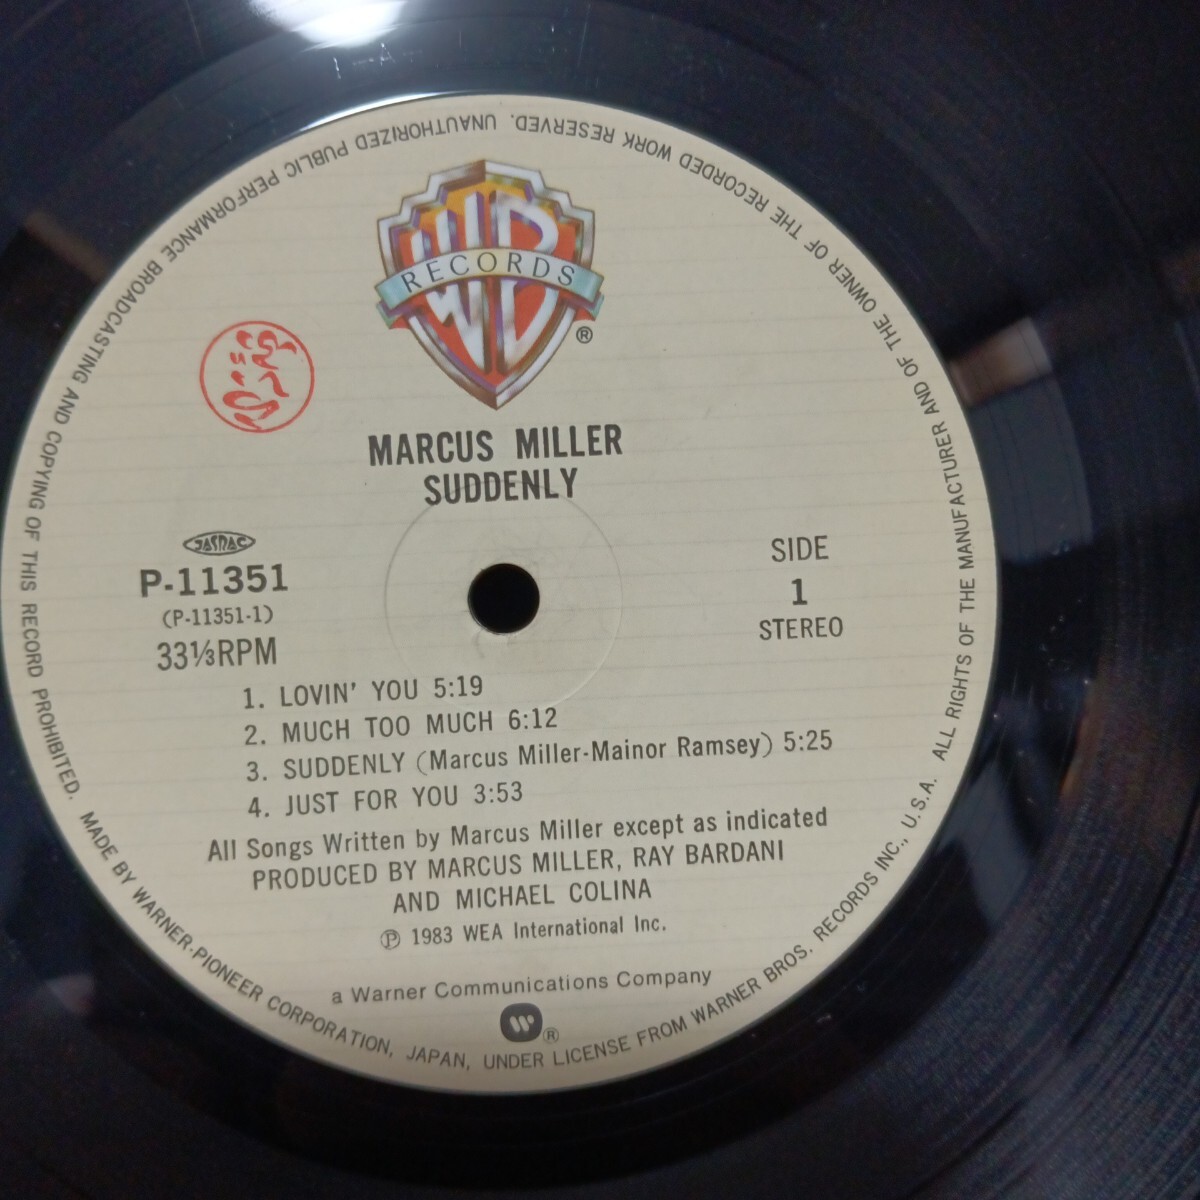 WB
RECORDS
®
MARCUS MILLER
SUDDENLY
JASRAC
P-11351
(P-11351-1)
33⅓RPM
SIDE
1
STEREO
1. LOVIN' YOU 5:19
2. MUCH TOO MUCH 6:12
3. SUDDENLY (Marcus Miller-Mainor Ramsey) 5:25
4. JUST FOR YOU 3:53
All Songs Written by Marcus Miller except as indicated
PRODUCED BY MARCUS MILLER, RAY BARDANI
AND MICHAEL COLINA
Ⓟ 1983 WEA International Inc.
a Warner Communications Company
W ®
MADE BY WARNER-PIONEER CORPORATION, JAPAN, UNDER LICENSE FROM WARNER BROS. RECORDS INC., U.S.A. ALL RIGHTS OF THE MANUFACTURER AND OF THE OWNER OF THE RECORDED WORK RESERVED. UNAUTHORIZED PUBLIC PERFORMANCE BROADCASTING AND COPYING OF THIS RECORD PROHIBITED.